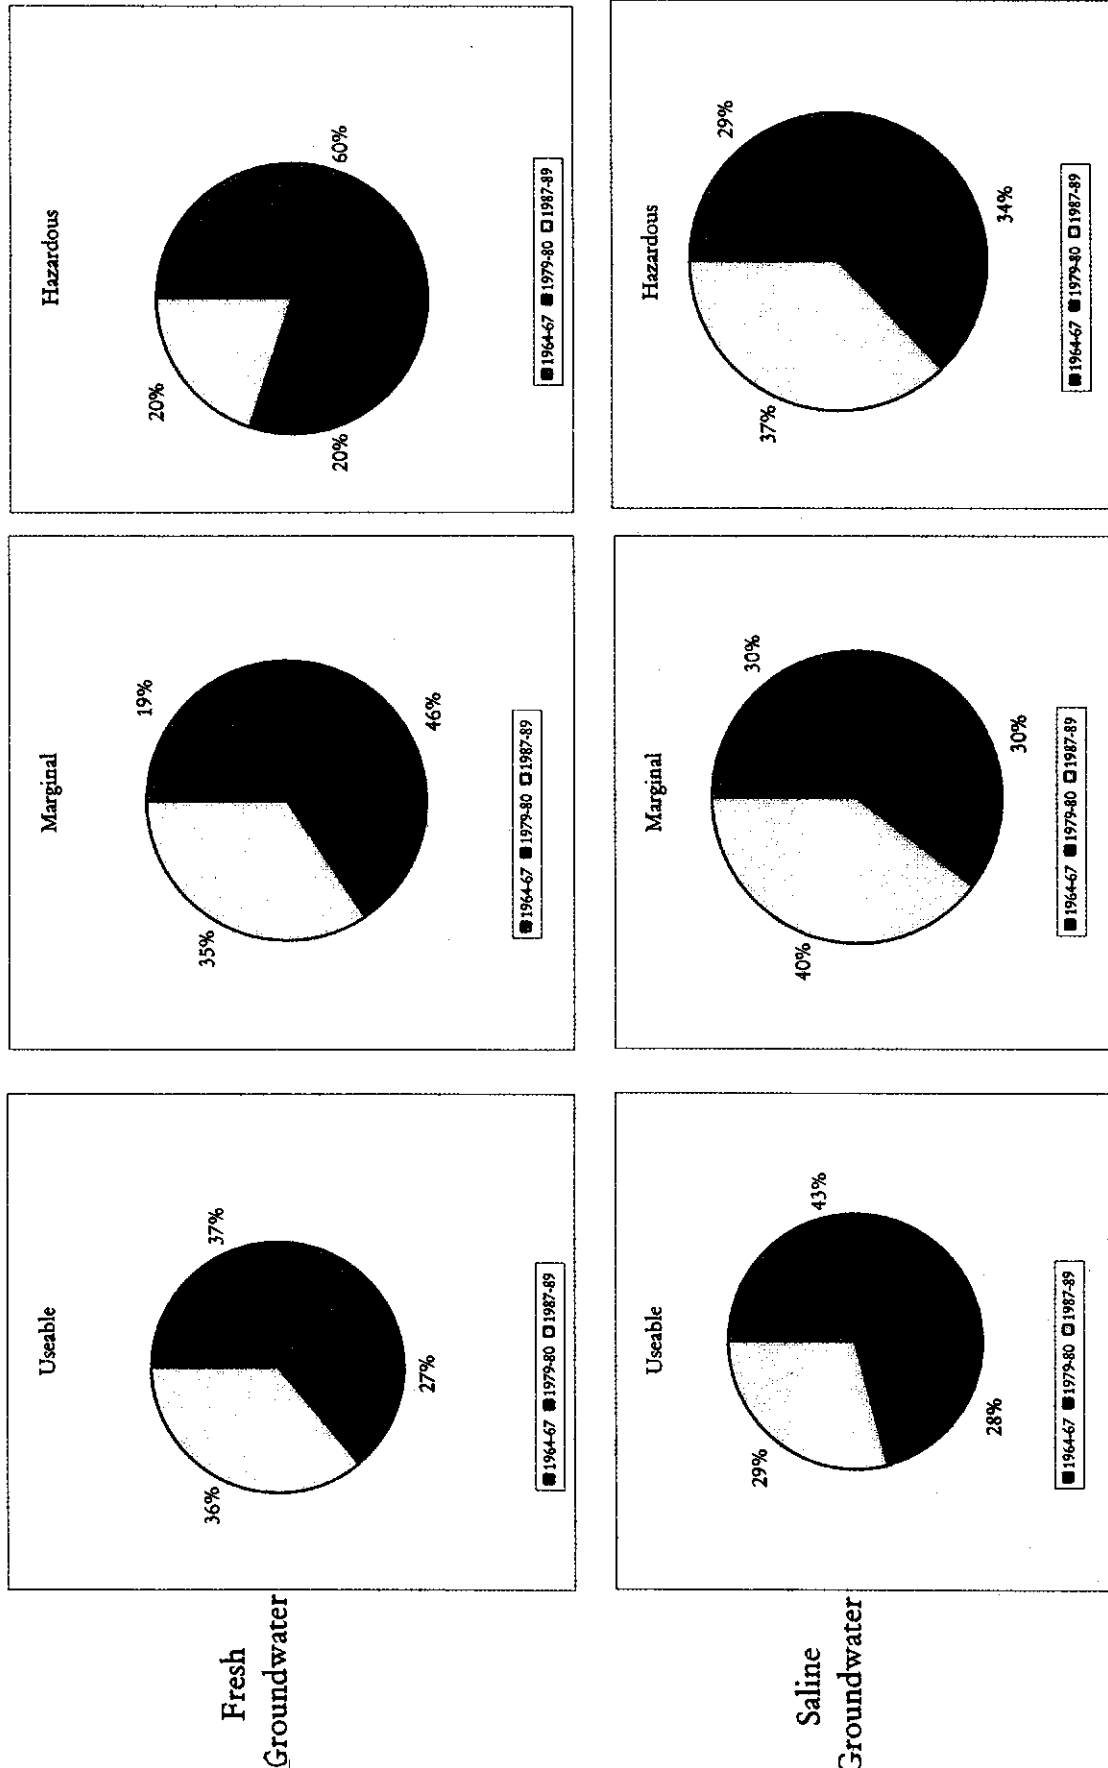 Fresh
Groundwater
Useable
37%
36%
27%
■1964-67 ■1979-80 □1987-89
Marginal
19%
35%
46%
■1964-67 ■1979-80 □1987-89
Hazardous
20%
60%
20%
■1964-67 ■1979-80 □1987-89
Saline
Groundwater
Useable
29%
43%
28%
■1964-67 ■1979-80 □1987-89
Marginal
30%
40%
30%
■1964-67 ■1979-80 □1987-89
Hazardous
29%
37%
34%
■1964-67 ■1979-80 □1987-89